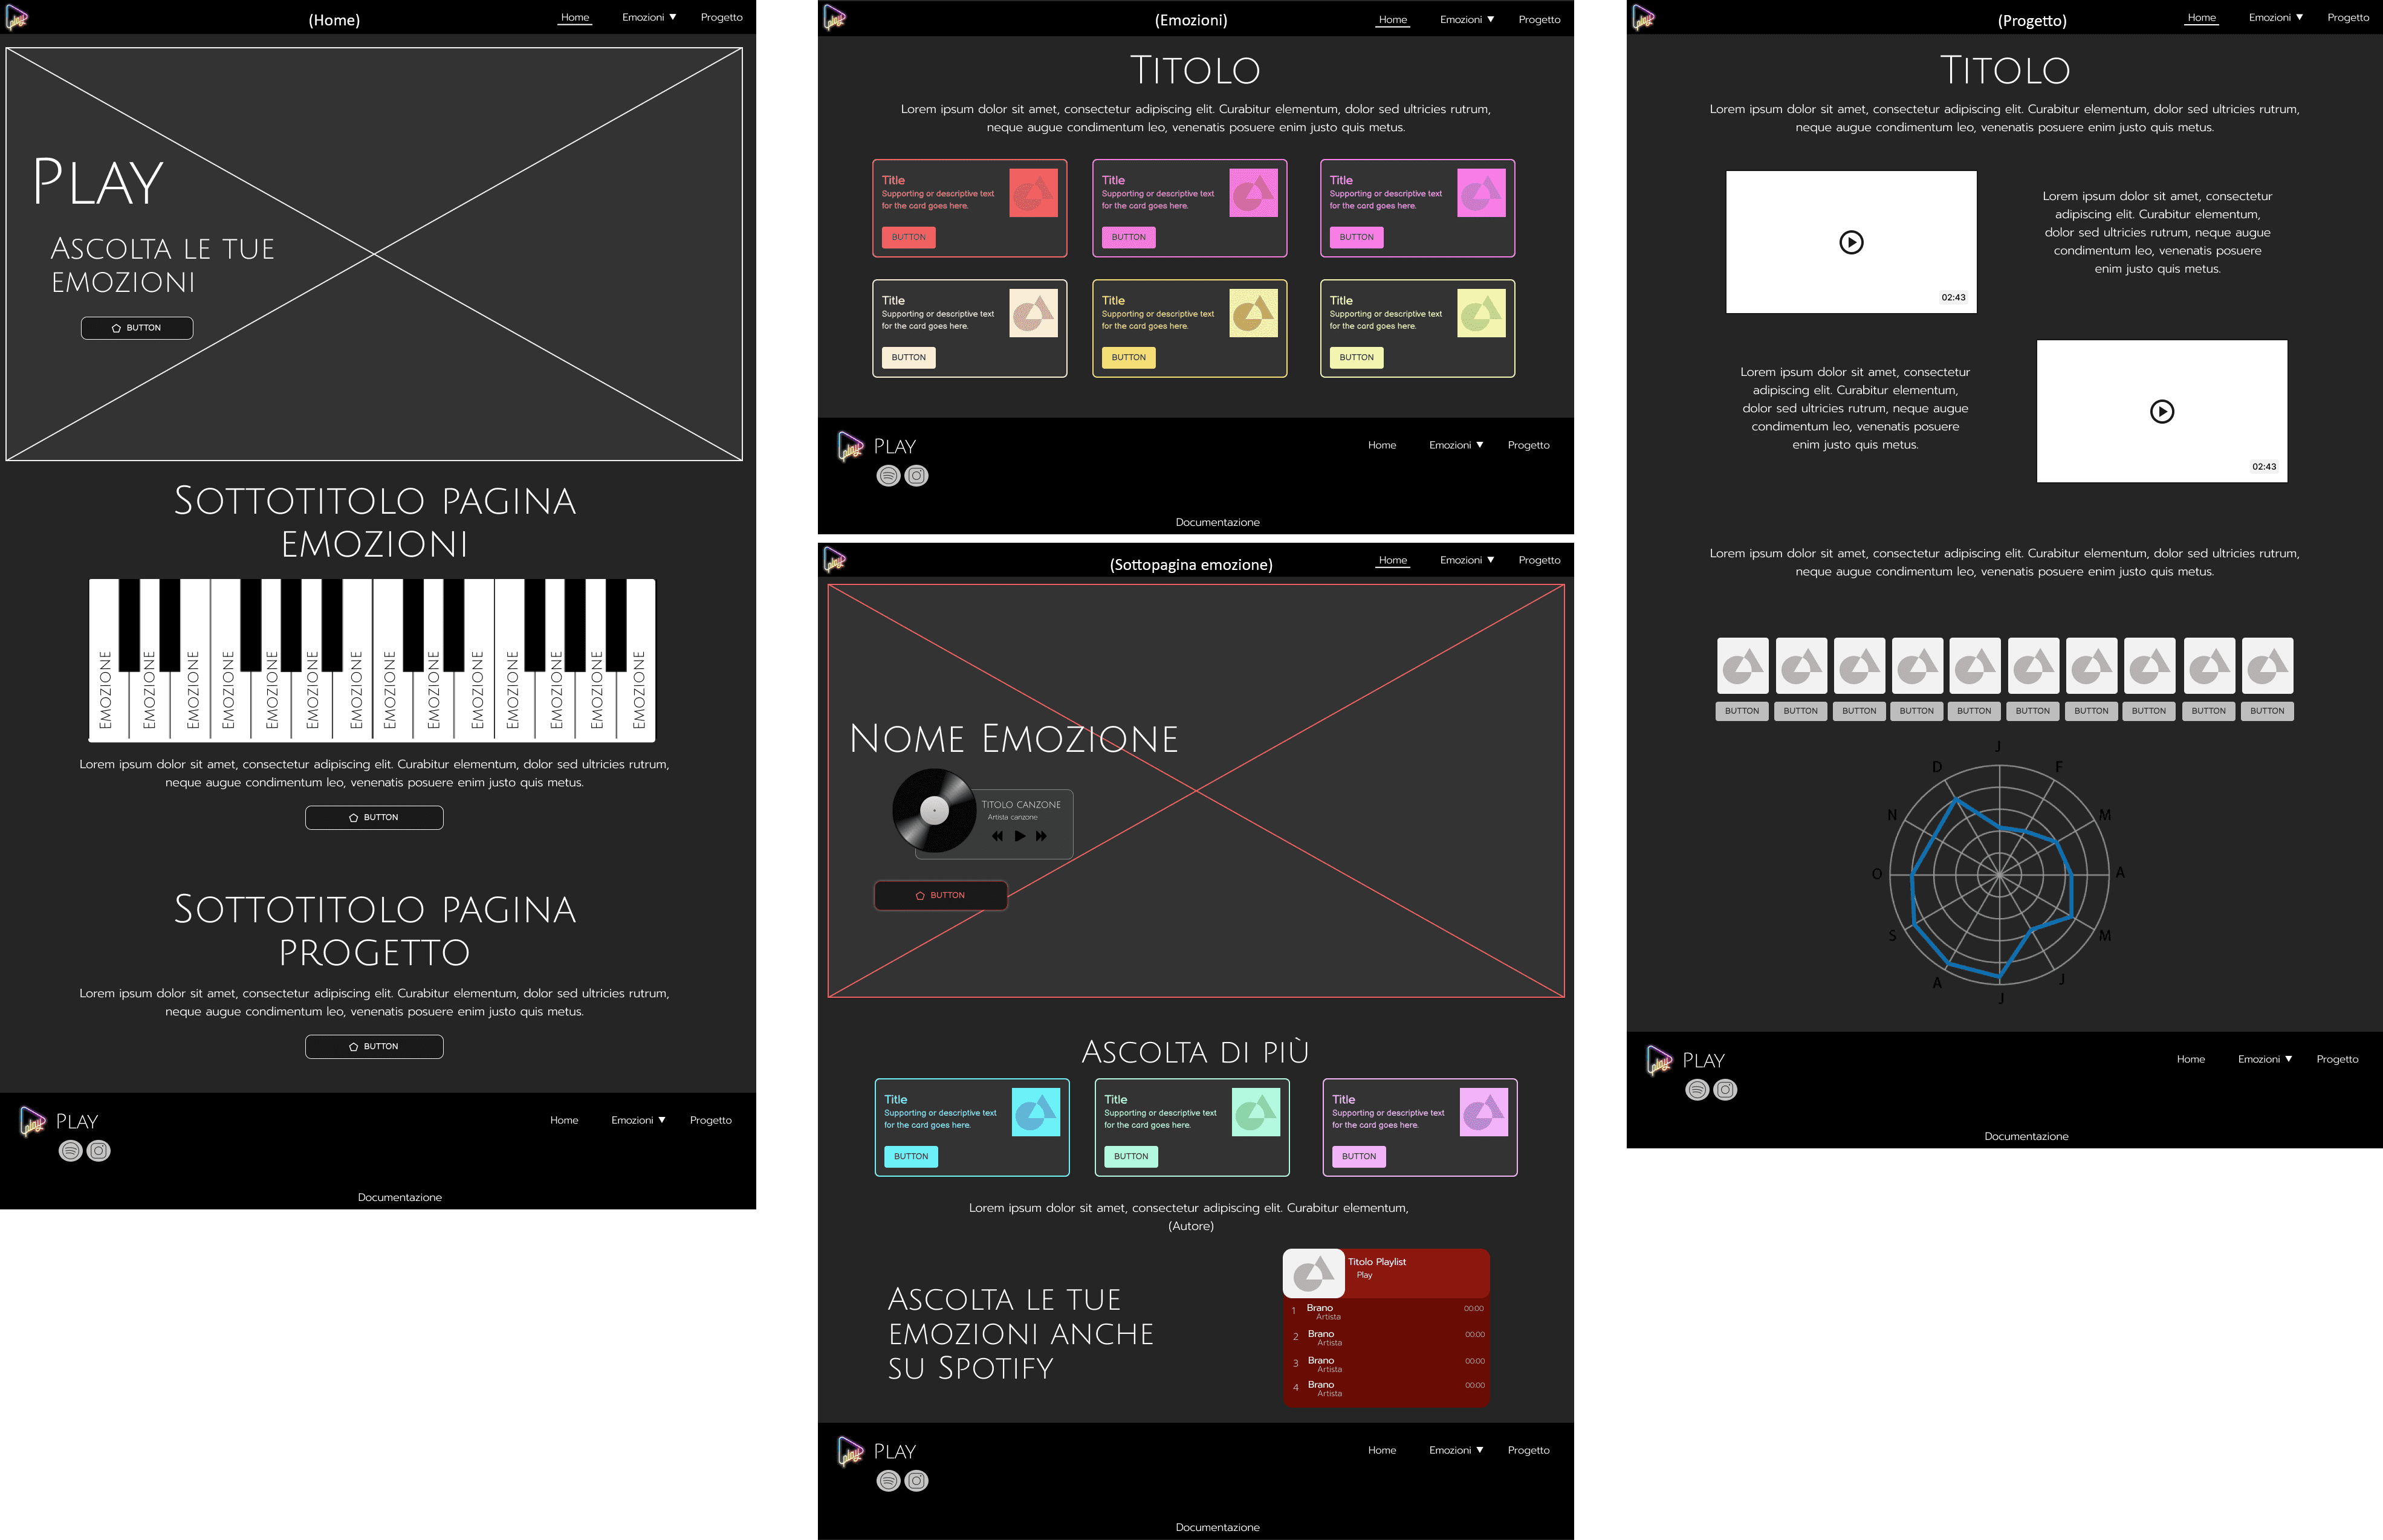 play
(Home)
Home
Emozioni ▼
Progetto
Play
Ascolta le tue
emozioni
BUTTON
Sottotitolo pagina
emozioni
EMOZIONE
EMOZIONE
EMOZIONE
EMOZIONE
EMOZIONE
EMOZIONE
EMOZIONE
EMOZIONE
EMOZIONE
EMOZIONE
EMOZIONE
EMOZIONE
EMOZIONE
EMOZIONE
Lorem ipsum dolor sit amet, consectetur adipiscing elit. Curabitur elementum, dolor sed ultricies rutrum,
neque augue condimentum leo, venenatis posuere enim justo quis metus.
BUTTON
Sottotitolo pagina
progetto
Lorem ipsum dolor sit amet, consectetur adipiscing elit. Curabitur elementum, dolor sed ultricies rutrum,
neque augue condimentum leo, venenatis posuere enim justo quis metus.
BUTTON
play
Play
Home
Emozioni ▼
Progetto
Documentazione
play
(Emozioni)
Home
Emozioni ▼
Progetto
Titolo
Lorem ipsum dolor sit amet, consectetur adipiscing elit. Curabitur elementum, dolor sed ultricies rutrum,
neque augue condimentum leo, venenatis posuere enim justo quis metus.
Title
Supporting or descriptive text
for the card goes here.
BUTTON
Title
Supporting or descriptive text
for the card goes here.
BUTTON
Title
Supporting or descriptive text
for the card goes here.
BUTTON
Title
Supporting or descriptive text
for the card goes here.
BUTTON
Title
Supporting or descriptive text
for the card goes here.
BUTTON
Title
Supporting or descriptive text
for the card goes here.
BUTTON
play
Play
Home
Emozioni ▼
Progetto
Documentazione
play
(Sottopagina emozione)
Home
Emozioni ▼
Progetto
Nome Emozione
Titolo canzone
Artista canzone
BUTTON
Ascolta di più
Title
Supporting or descriptive text
for the card goes here.
BUTTON
Title
Supporting or descriptive text
for the card goes here.
BUTTON
Title
Supporting or descriptive text
for the card goes here.
BUTTON
Lorem ipsum dolor sit amet, consectetur adipiscing elit. Curabitur elementum,
(Autore)
Ascolta le tue
emozioni anche
su Spotify
Titolo Playlist
Play
1 Brano 00:00
Artista
2 Brano 00:00
Artista
3 Brano 00:00
Artista
4 Brano 00:00
Artista
play
Play
Home
Emozioni ▼
Progetto
Documentazione
play
(Progetto)
Home
Emozioni ▼
Progetto
Titolo
Lorem ipsum dolor sit amet, consectetur adipiscing elit. Curabitur elementum, dolor sed ultricies rutrum,
neque augue condimentum leo, venenatis posuere enim justo quis metus.
02:43
Lorem ipsum dolor sit amet, consectetur
adipiscing elit. Curabitur elementum,
dolor sed ultricies rutrum, neque augue
condimentum leo, venenatis posuere
enim justo quis metus.
Lorem ipsum dolor sit amet, consectetur
adipiscing elit. Curabitur elementum,
dolor sed ultricies rutrum, neque augue
condimentum leo, venenatis posuere
enim justo quis metus.
02:43
Lorem ipsum dolor sit amet, consectetur adipiscing elit. Curabitur elementum, dolor sed ultricies rutrum,
neque augue condimentum leo, venenatis posuere enim justo quis metus.
BUTTON
BUTTON
BUTTON
BUTTON
BUTTON
BUTTON
BUTTON
BUTTON
BUTTON
BUTTON
J
F
M
A
M
J
J
A
S
O
N
D
play
Play
Home
Emozioni ▼
Progetto
Documentazione